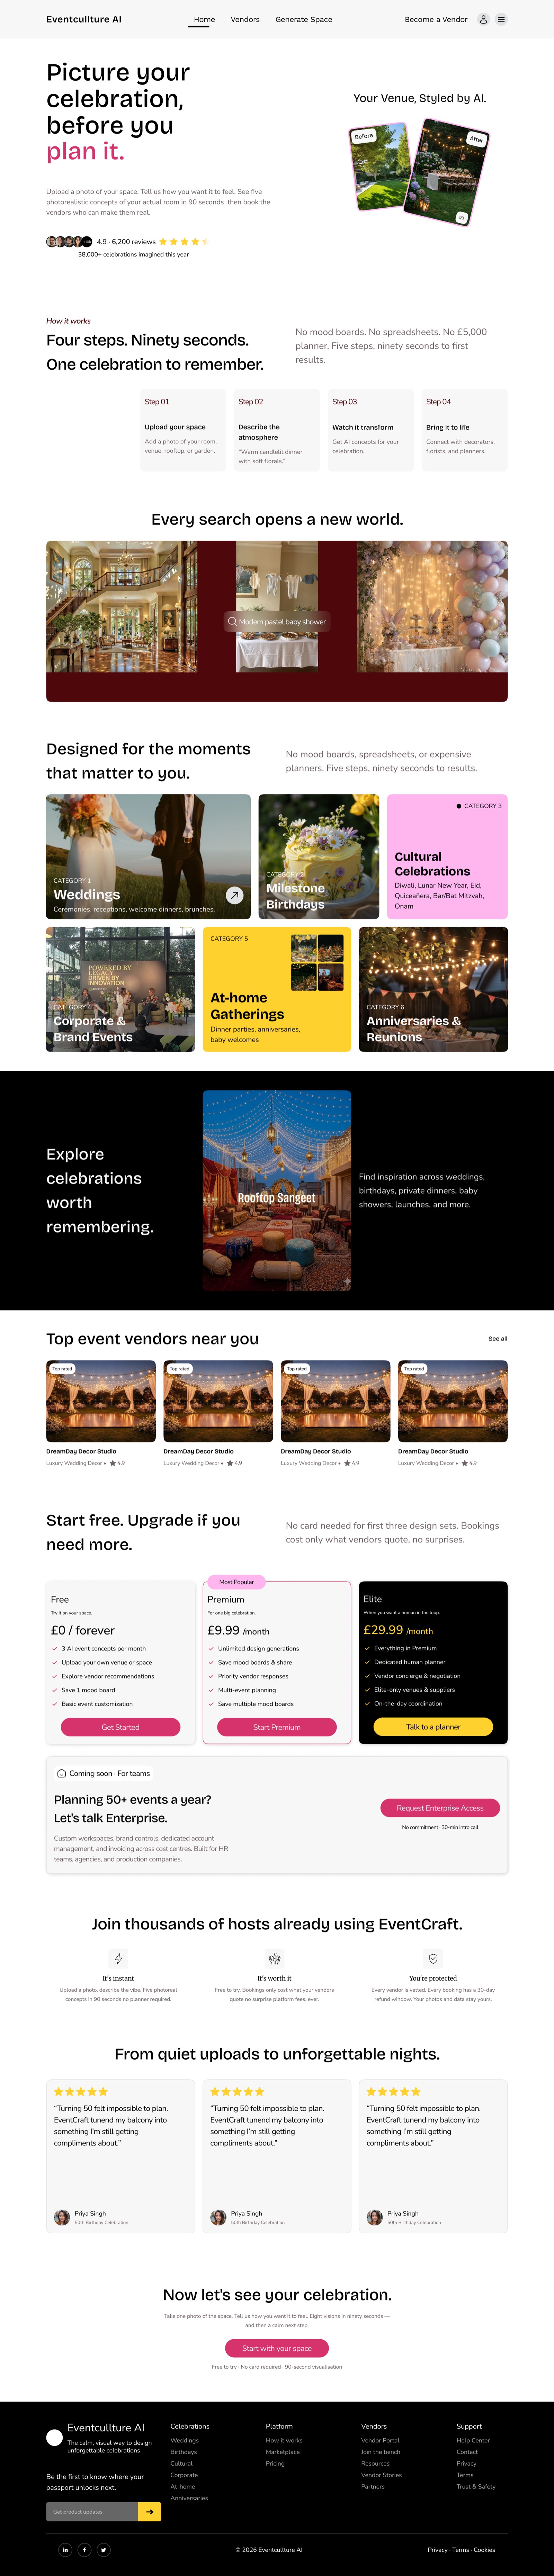 Eventcullture AI
Home
Vendors
Generate Space
Become a Vendor
Picture your
celebration,
before you
plan it.
Your Venue, Styled by AI.
Before
After
Upload a photo of your space. Tell us how you want it to feel. See five
photorealistic concepts of your actual room in 90 seconds then book the
vendors who can make them real.
4.9 · 6,200 reviews
38,000+ celebrations imagined this year
How it works
Four steps. Ninety seconds.
One celebration to remember.
No mood boards. No spreadsheets. No £5,000
planner. Five steps, ninety seconds to first
results.
Step 01
Upload your space
Add a photo of your room,
venue, rooftop, or garden.
Step 02
Describe the
atmosphere
“Warm candlelit dinner
with soft florals.”
Step 03
Watch it transform
Get AI concepts for your
celebration.
Step 04
Bring it to life
Connect with decorators,
florists, and planners.
Every search opens a new world.
Modern pastel baby shower
Designed for the moments
that matter to you.
No mood boards, spreadsheets, or expensive
planners. Five steps, ninety seconds to results.
CATEGORY 1
Weddings
Ceremonies, receptions, welcome dinners, brunches.
CATEGORY 2
Milestone
Birthdays
CATEGORY 3
Cultural
Celebrations
Diwali, Lunar New Year, Eid,
Quiceañera, Bar/Bat Mitzvah,
Onam
POWERED BY
LEGACY
DRIVEN BY
INNOVATION
CATEGORY 4
Corporate &
Brand Events
CATEGORY 5
At-home
Gatherings
Dinner parties, anniversaries,
baby welcomes
CATEGORY 6
Anniversaries &
Reunions
Explore
celebrations
worth
remembering.
Rooftop Sangeet
Find inspiration across weddings,
birthdays, private dinners, baby
showers, launches, and more.
Top event vendors near you
See all
Top rated
DreamDay Decor Studio
Luxury Wedding Decor • 4.9
Top rated
DreamDay Decor Studio
Luxury Wedding Decor • 4.9
Top rated
DreamDay Decor Studio
Luxury Wedding Decor • 4.9
Top rated
DreamDay Decor Studio
Luxury Wedding Decor • 4.9
Start free. Upgrade if you
need more.
No card needed for first three design sets. Bookings
cost only what vendors quote, no surprises.
Free
Try it on your space.
£0 / forever
3 AI event concepts per month
Upload your own venue or space
Explore vendor recommendations
Save 1 mood board
Basic event customization
Get Started
Most Popular
Premium
For one big celebration.
£9.99 /month
Unlimited design generations
Save mood boards & share
Priority vendor responses
Multi-event planning
Save multiple mood boards
Start Premium
Elite
When you want a human in the loop.
£29.99 /month
Everything in Premium
Dedicated human planner
Vendor concierge & negotiation
Elite-only venues & suppliers
On-the-day coordination
Talk to a planner
Coming soon · For teams
Planning 50+ events a year?
Let's talk Enterprise.
Custom workspaces, brand controls, dedicated account
management, and invoicing across cost centres. Built for HR
teams, agencies, and production companies.
Request Enterprise Access
No commitment · 30-min intro call
Join thousands of hosts already using EventCraft.
It's instant
Upload a photo, describe the vibe. Five photoreal
concepts in 90 seconds no planner required.
It's worth it
Free to try. Bookings only cost what your vendors
quote no surprise platform fees, ever.
You're protected
Every vendor is vetted. Every booking has a 30-day
refund window. Your photos and data stay yours.
From quiet uploads to unforgettable nights.
“Turning 50 felt impossible to plan.
EventCraft tunend my balcony into
something I’m still getting
compliments about.”
Priya Singh
50th Birthday Celebration
“Turning 50 felt impossible to plan.
EventCraft tunend my balcony into
something I’m still getting
compliments about.”
Priya Singh
50th Birthday Celebration
“Turning 50 felt impossible to plan.
EventCraft tunend my balcony into
something I’m still getting
compliments about.”
Priya Singh
50th Birthday Celebration
Now let's see your celebration.
Take one photo of the space. Tell us how you want it to feel. Eight visions in ninety seconds —
and then a calm next step.
Start with your space
Free to try · No card required · 90-second visualisation
Eventcullture AI
The calm, visual way to design
unforgettable celebrations
Be the first to know where your
passport unlocks next.
Get product updates
Celebrations
Weddings
Birthdays
Cultural
Corporate
At-home
Anniversaries
Platform
How it works
Marketplace
Pricing
Vendors
Vendor Portal
Join the bench
Resources
Vendor Stories
Partners
Support
Help Center
Contact
Privacy
Terms
Trust & Safety
© 2026 Eventcullture AI
Privacy · Terms · Cookies